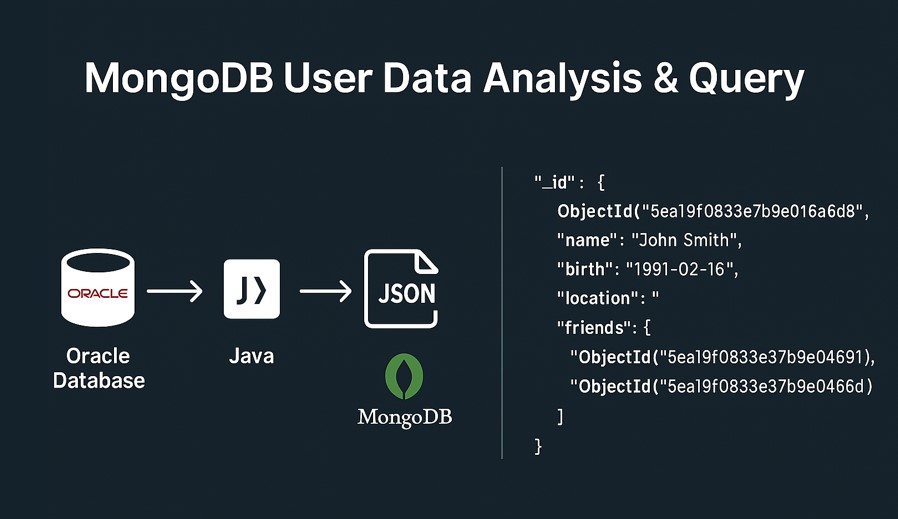 MongoDB User Data Analysis & Query
ORACLE
Oracle
Database
J❭
Java
JSON
MongoDB
"_id": {
ObjectId("5ea19f0833e7b9e016a6d8",
"name": "John Smith",
"birth": "1991-02-16",
"location": "
"friends": {
"ObjectId("5ea19f0833e37b9e04691),
"ObjectId("5ea19f0833e37b9e0466d)
]
}